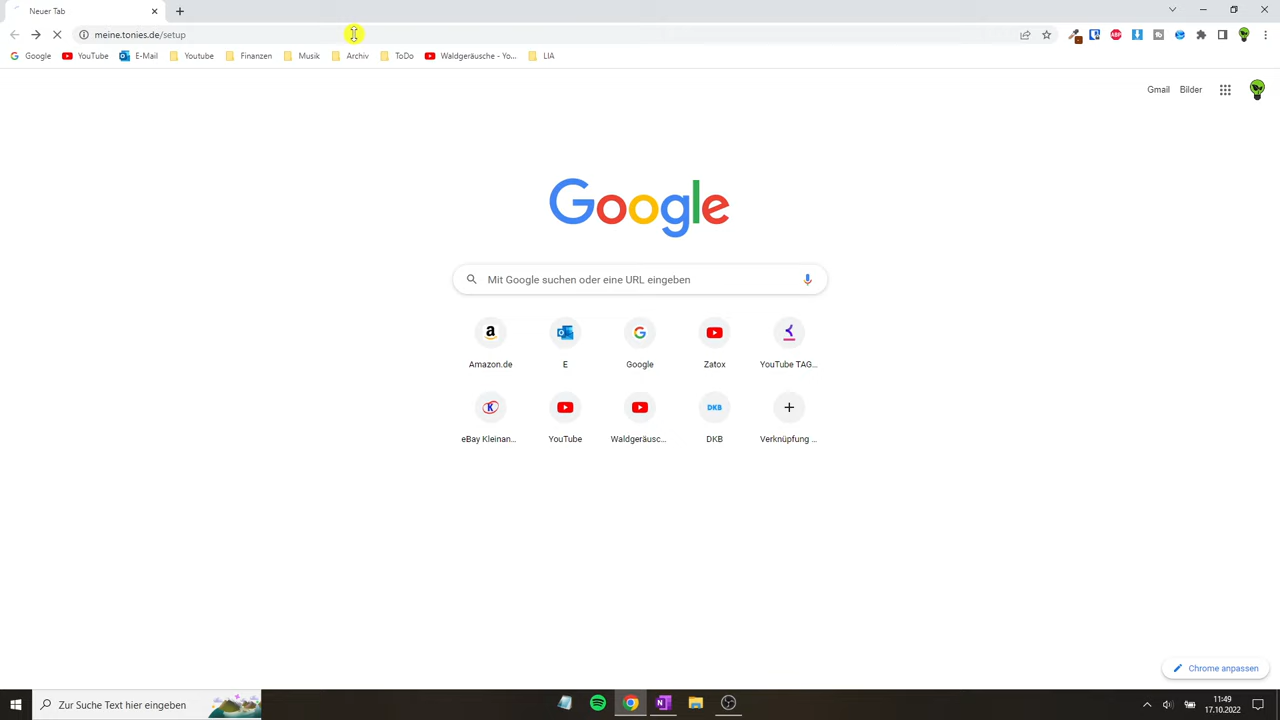 Neuer Tab
meine.tonies.de/setup
Google YouTube E-Mail Youtube Finanzen Musik Archiv ToDo Waldgeräusche - Yo... LIA
Gmail Bilder
Google
Mit Google suchen oder eine URL eingeben
Amazon.de E Google Zatox YouTube TAG...
eBay Kleinan... YouTube Waldgeräusc... DKB Verknüpfung ...
Chrome anpassen
Zur Suche Text hier eingeben
11:49
17.10.2022